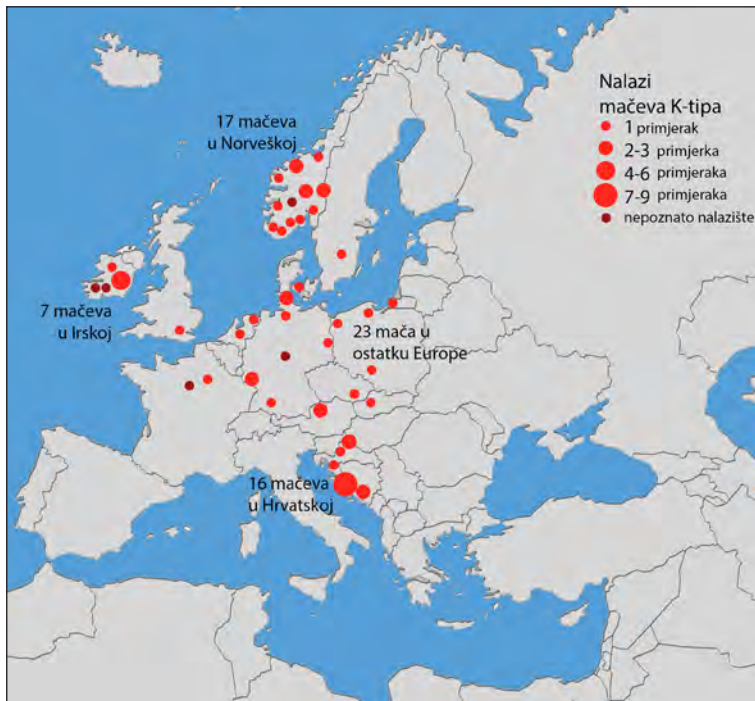 Nalazi
mačeva K-tipa
1 primjerak
2-3 primjerka
4-6 primjeraka
7-9 primjeraka
nepoznato nalazište
17 mačeva
u Norveškoj
7 mačeva
u Irskoj
23 mača u
ostatku Europe
16 mačeva
u Hrvatskoj